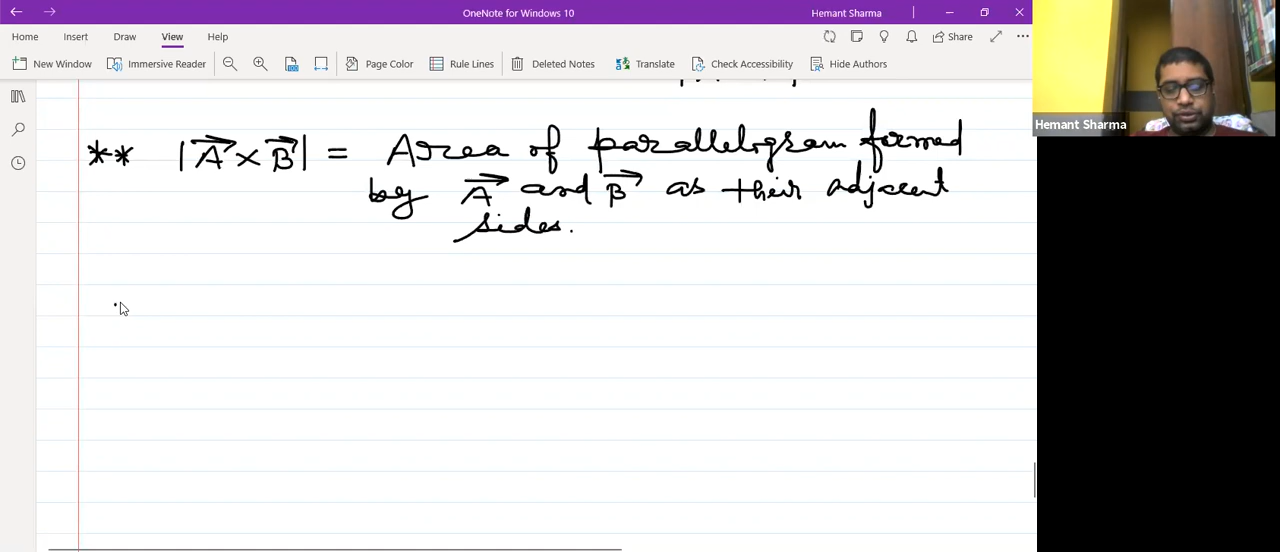 OneNote for Windows 10
Hemant Sharma
Home Insert Draw View Help
Share
New Window Immersive Reader Page Color Rule Lines Deleted Notes Translate Check Accessibility Hide Authors
Hemant Sharma
** |A⃗ × B⃗| = Area of parallelogram formed
by A⃗ and B⃗ as their adjacent
sides.